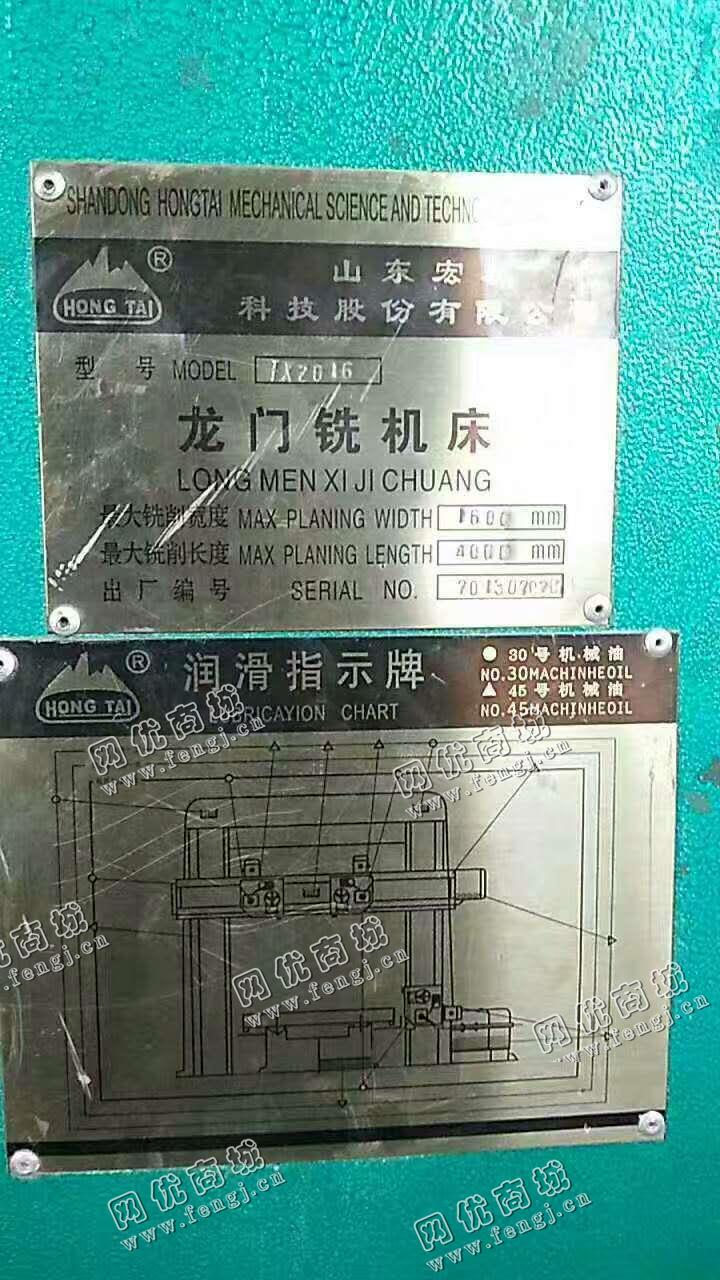 SHANDONG HONGTAI MECHANICAL SCIENCE AND
山东宏
HONG TAI ®
科技股份有限公
型号 MODEL X2016
龙门铣机床
LONG MEN XI JI CHUANG
最大铣削宽度 MAX PLANING WIDTH 1600 mm
最大铣削长度 MAX PLANING LENGTH 4000 mm
出厂编号 SERIAL NO.
HONG TAI ®
润滑指示牌
LUBRICAYION CHART
30号机械油
NO.30MACHINHEOIL
45号机械油
NO.45MACHINHEOIL
网优商城
www.fengj.cn
网优商城
www.fengj.cn
网优商城
www.fengj.cn
网优商城
www.fengj.cn
网优商城
www.fengj.cn
网优商城
www.fengj.cn
网优商城
www.fengj.cn